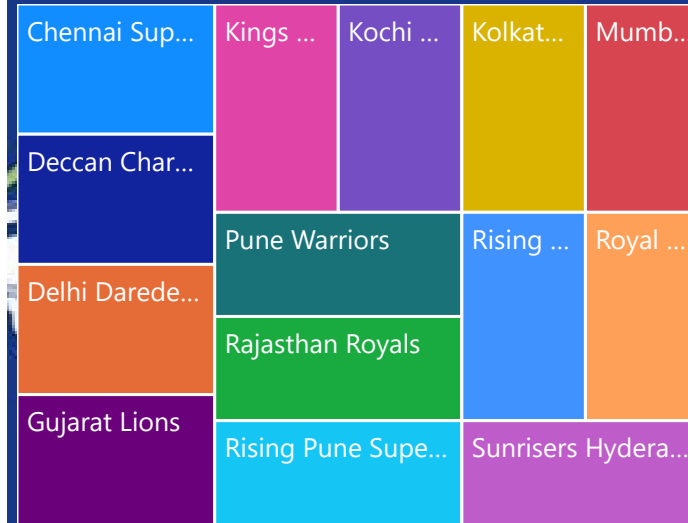 Chennai Sup...
Kings ...
Kochi ...
Kolkat...
Mumb...
Deccan Char...
Pune Warriors
Rising ...
Royal ...
Delhi Darede...
Rajasthan Royals
Gujarat Lions
Rising Pune Supe...
Sunrisers Hydera...